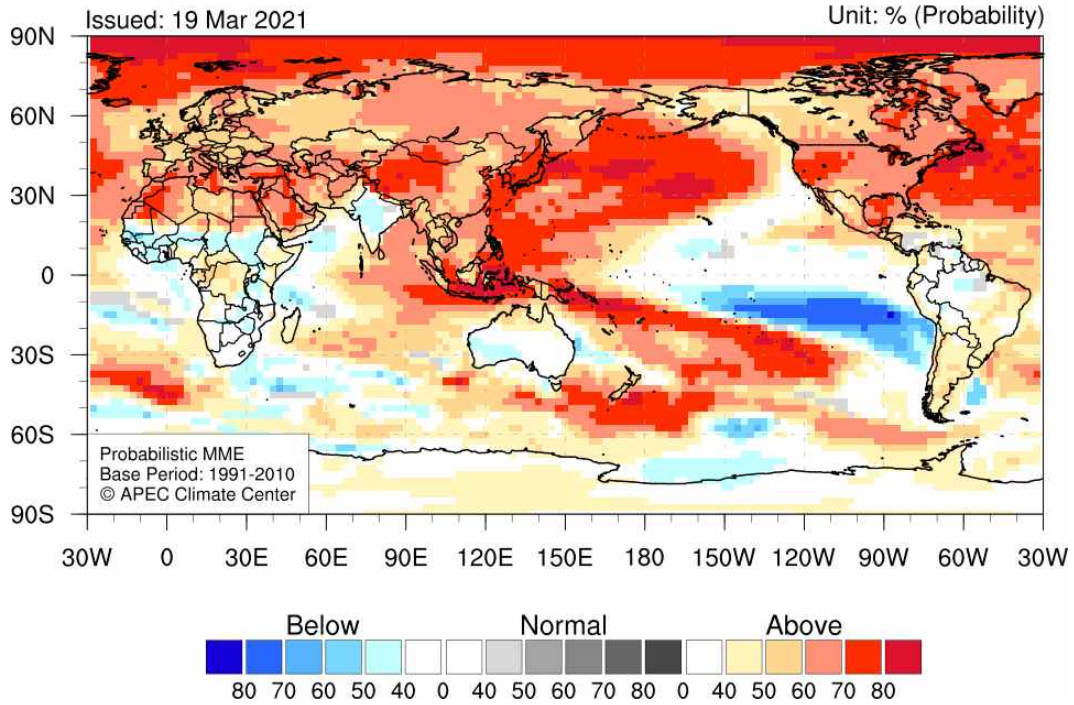 Issued: 19 Mar 2021
Unit: % (Probability)
90N
60N
30N
0
30S
60S
90S
Probabilistic MME
Base Period: 1991-2010
© APEC Climate Center
30W 0 30E 60E 90E 120E 150E 180 150W 120W 90W 60W 30W
Below Normal Above
80 70 60 50 40 0 40 50 60 70 80 0 40 50 60 70 80